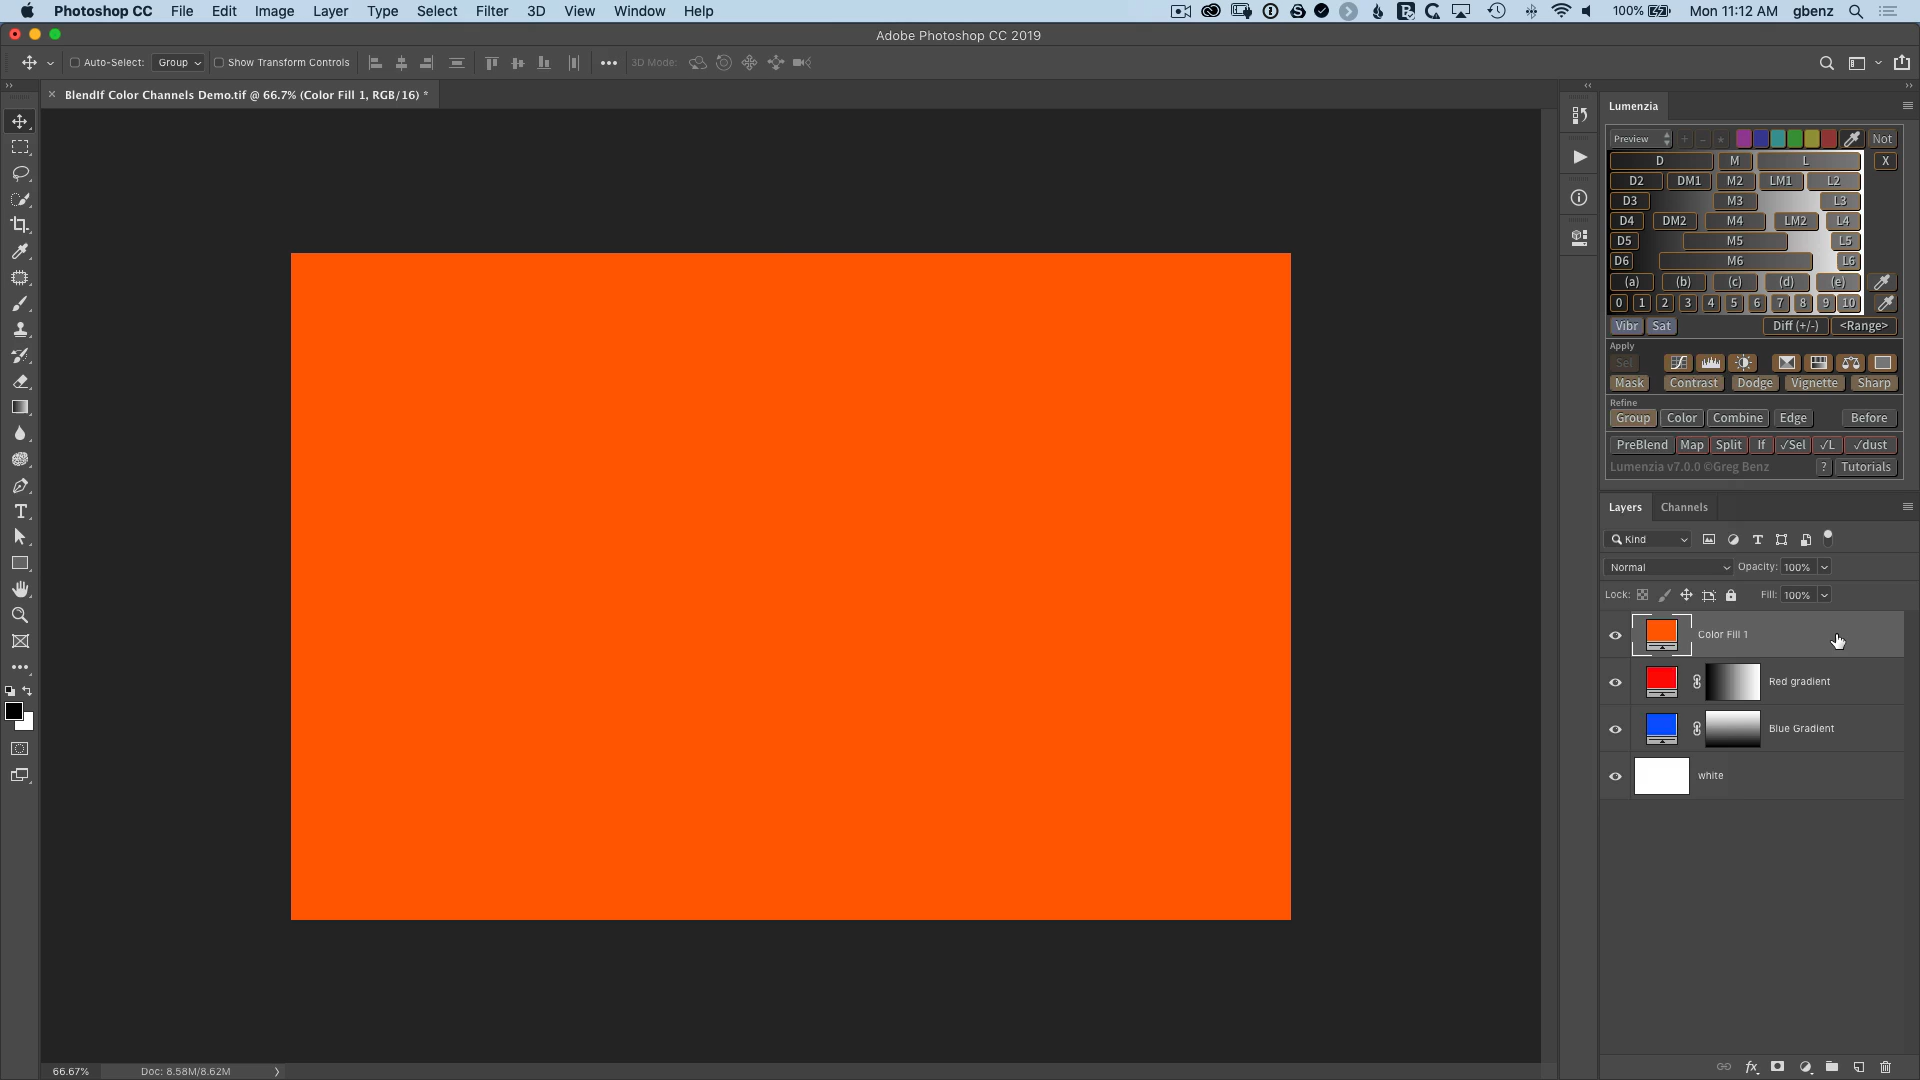 Photoshop CC File Edit Image Layer Type Select Filter 3D View Window Help 100% Mon 11:12 AM gbenz
Adobe Photoshop CC 2019
Auto-Select: Group Show Transform Controls 3D Mode:
BlendIf Color Channels Demo.tif @ 66.7% (Color Fill 1, RGB/16) *
Lumenzia
Preview Not
D M L X
D2 DM1 M2 LM1 L2
D3 M3 L3
D4 DM2 M4 LM2 L4
D5 M5 L5
D6 M6 L6
(a) (b) (c) (d) (e)
0 1 2 3 4 5 6 7 8 9 10
Vibr Sat Diff (+/-) <Range>
Apply
Sel
Mask Contrast Dodge Vignette Sharp
Refine
Group Color Combine Edge Before
PreBlend Map Split If √Sel √L √dust
Lumenzia v7.0.0 ©Greg Benz ? Tutorials
Layers Channels
Kind
Normal Opacity: 100%
Lock: Fill: 100%
Color Fill 1
Red gradient
Blue Gradient
white
66.67% Doc: 8.58M/8.62M